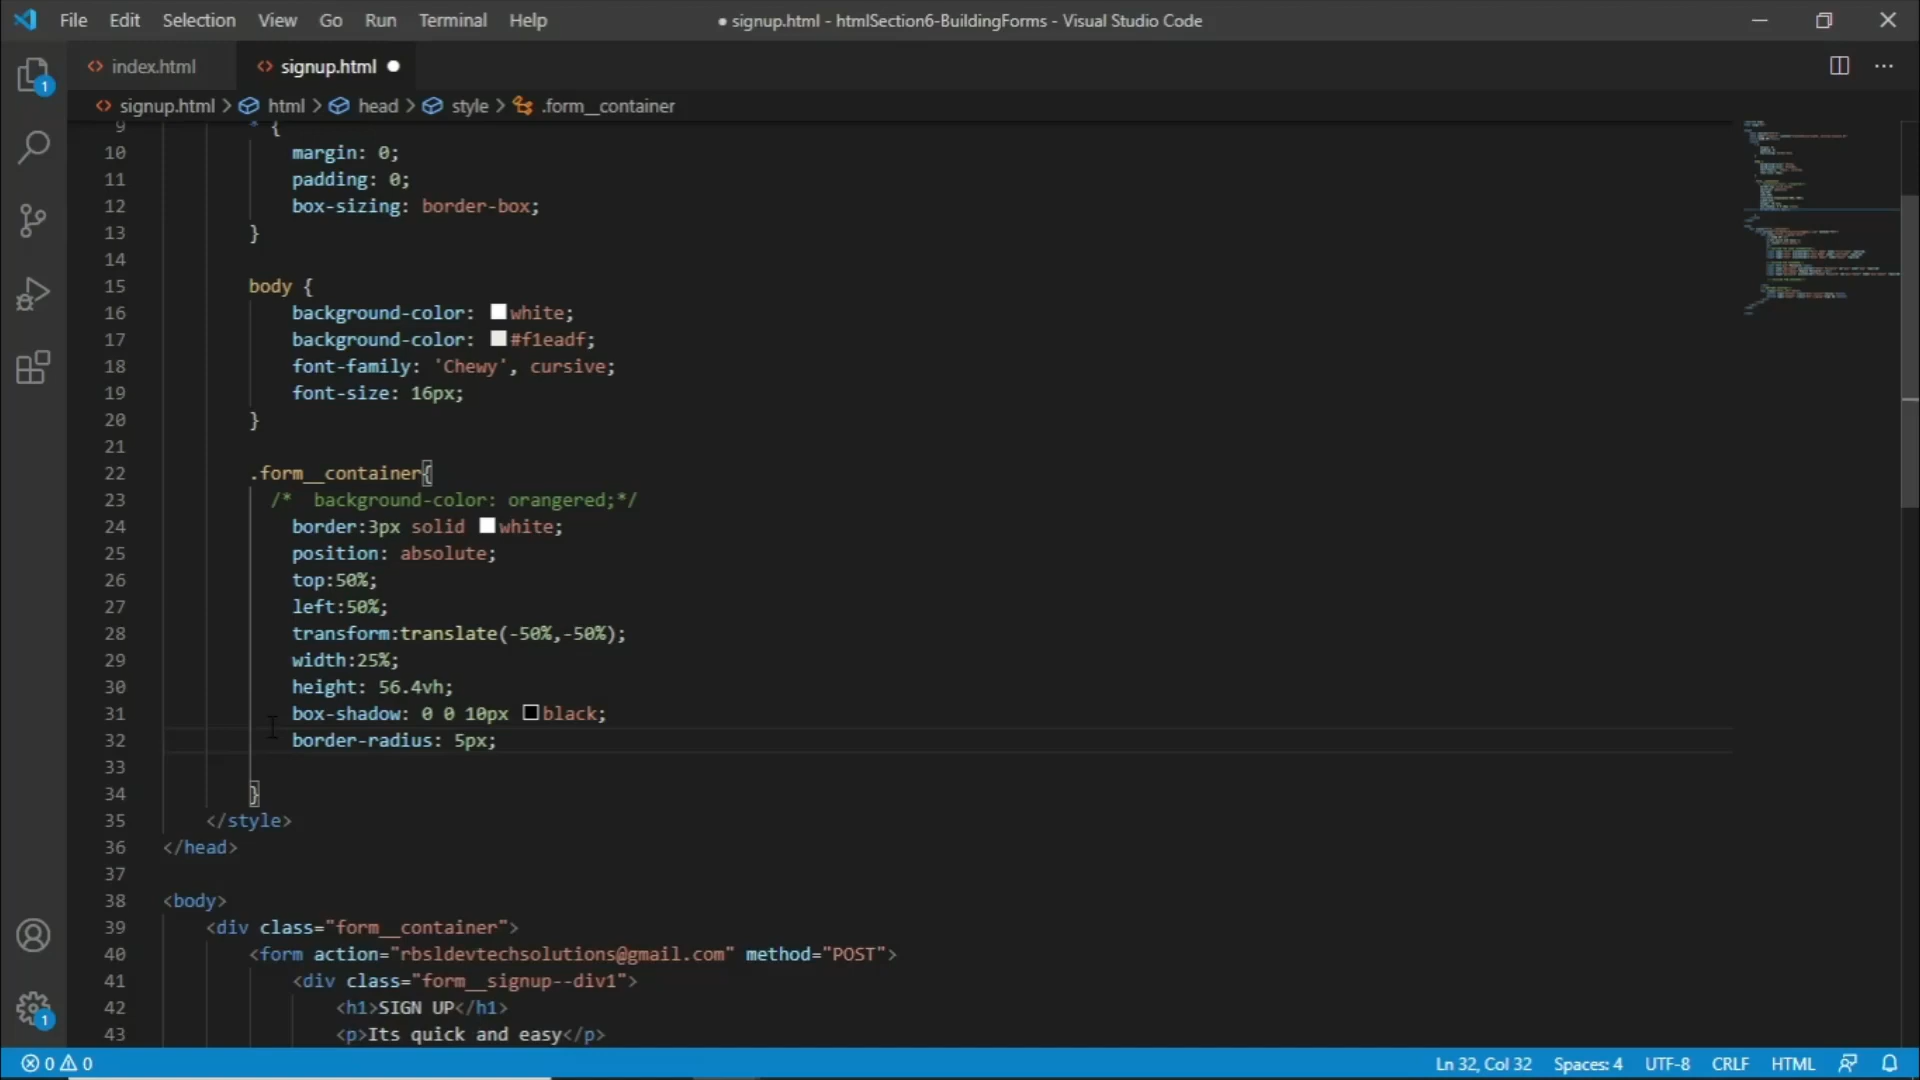 File Edit Selection View Go Run Terminal Help ● signup.html - htmlSection6-BuildingForms - Visual Studio Code
index.html signup.html
signup.html > html > head > style > .form__container
9 * {
10 margin: 0;
11 padding: 0;
12 box-sizing: border-box;
13 }
14
15 body {
16 background-color: white;
17 background-color: #f1eadf;
18 font-family: 'Chewy', cursive;
19 font-size: 16px;
20 }
21
22 .form__container{
23 /*  background-color: orangered;*/
24 border:3px solid white;
25 position: absolute;
26 top:50%;
27 left:50%;
28 transform:translate(-50%,-50%);
29 width:25%;
30 height: 56.4vh;
31 box-shadow: 0 0 10px black;
32 border-radius: 5px;
33
34 }
35 </style>
36 </head>
37
38 <body>
39 <div class="form__container">
40 <form action="rbsldevtechsolutions@gmail.com" method="POST">
41 <div class="form__signup--div1">
42 <h1>SIGN UP</h1>
43 <p>Its quick and easy</p>
1
1
0 0 Ln 32, Col 32 Spaces: 4 UTF-8 CRLF HTML